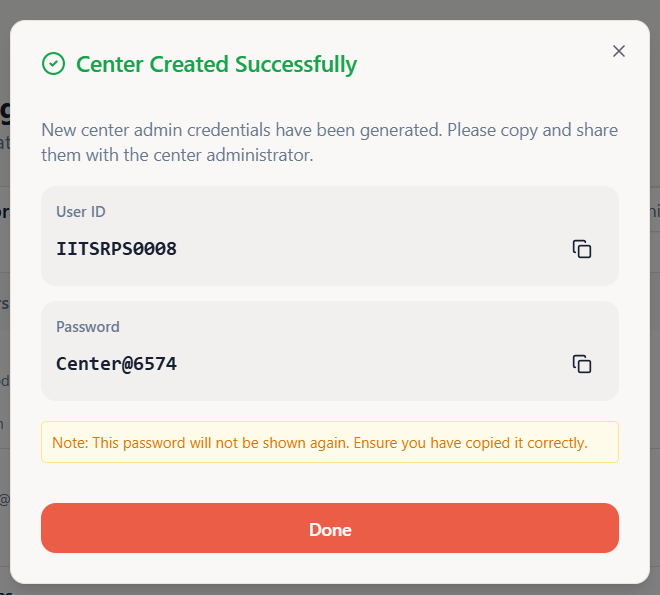 Center Created Successfully
New center admin credentials have been generated. Please copy and share
them with the center administrator.
User ID
IITSRPS0008
Password
Center@6574
Note: This password will not be shown again. Ensure you have copied it correctly.
Done